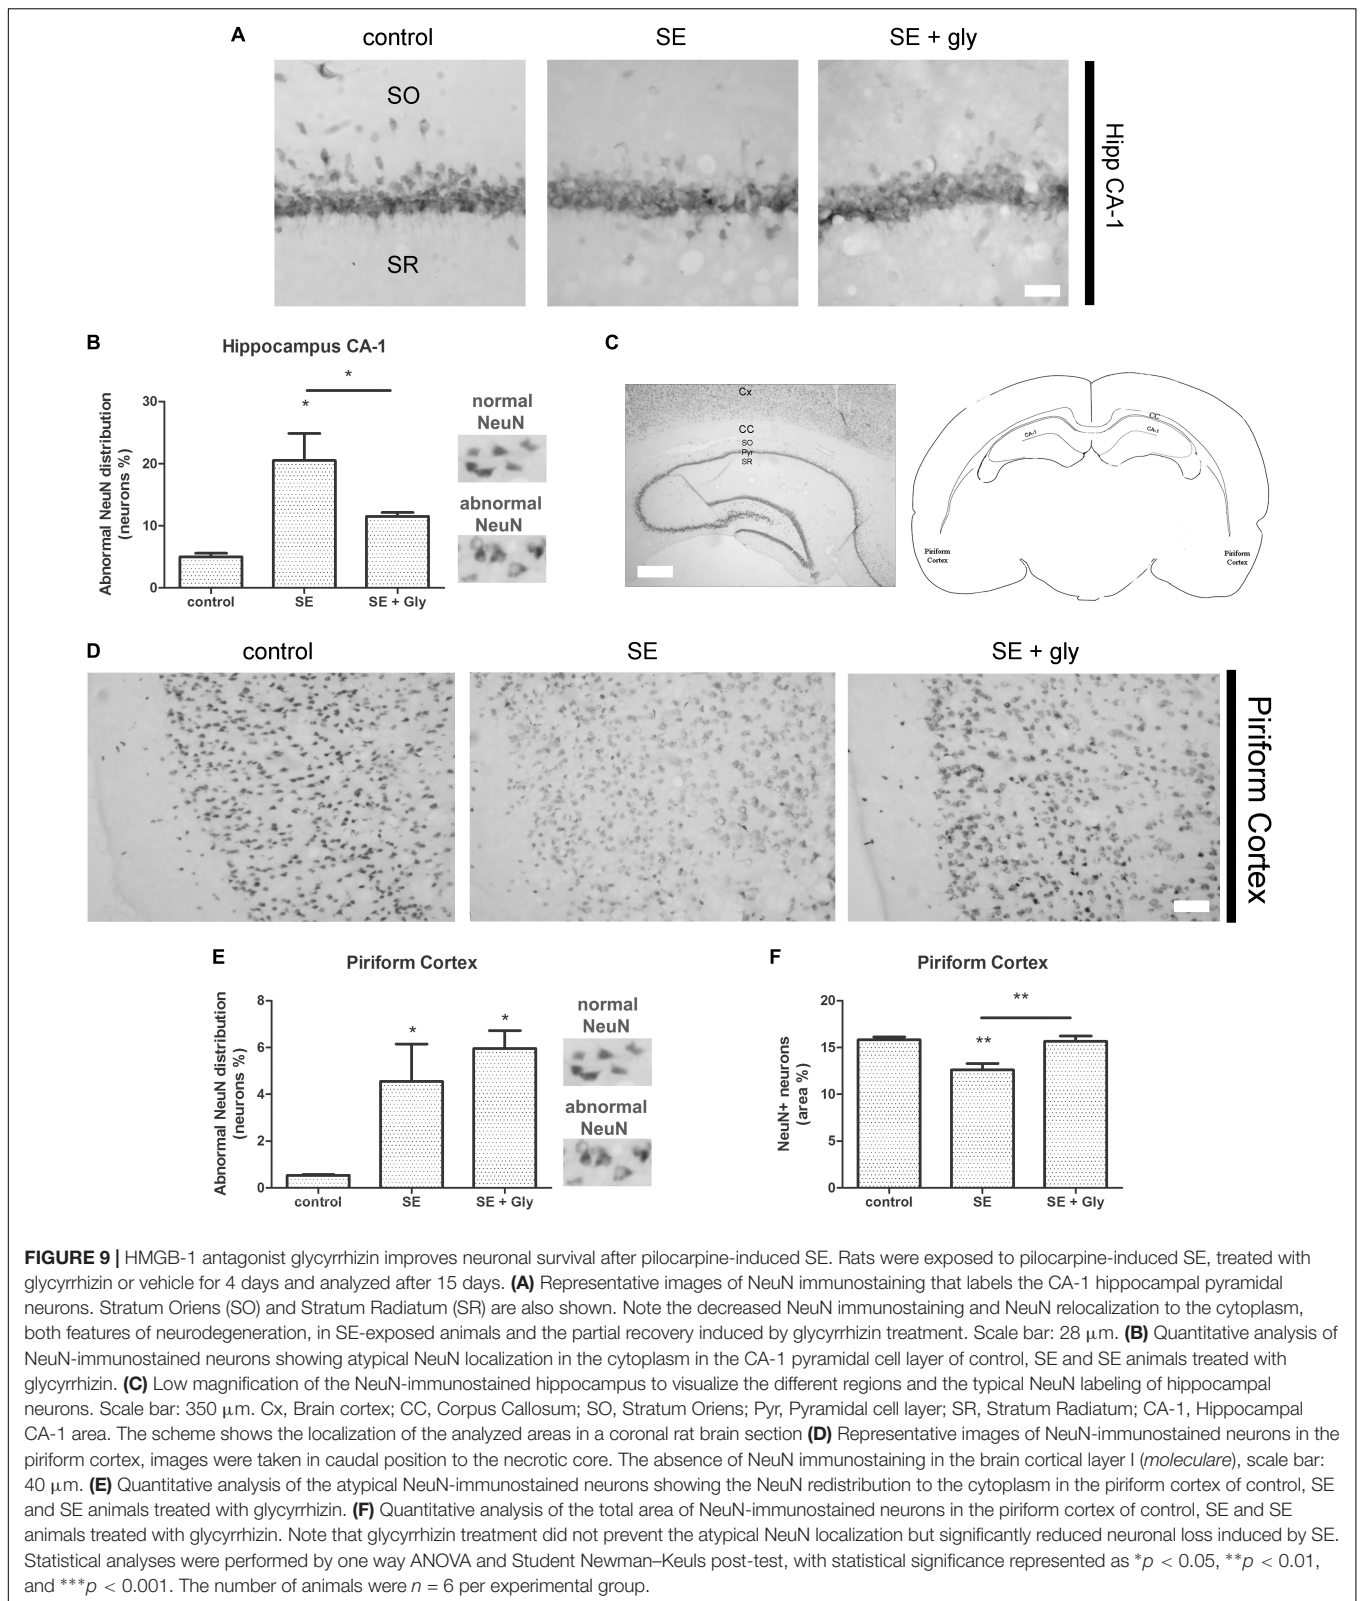 A
control
SE
SE + gly
SO
SR
Hipp CA-1
B
Hippocampus CA-1
Abnormal NeuN distribution
(neurons %)
30
20
10
0
*
*
control
SE
SE + Gly
normal
NeuN
abnormal
NeuN
C
Cx
CC
SO
Pyr
SR
CC
CA-1
CA-1
Piriform
Cortex
Piriform
Cortex
D
control
SE
SE + gly
Piriform Cortex
E
Piriform Cortex
Abnormal NeuN distribution
(neurons %)
8
6
4
2
0
*
*
control
SE
SE + Gly
normal
NeuN
abnormal
NeuN
F
Piriform Cortex
NeuN+ neurons
(area %)
20
15
10
5
0
**
**
control
SE
SE + Gly
FIGURE 9 | HMGB-1 antagonist glycyrrhizin improves neuronal survival after pilocarpine-induced SE. Rats were exposed to pilocarpine-induced SE, treated with
glycyrrhizin or vehicle for 4 days and analyzed after 15 days. (A) Representative images of NeuN immunostaining that labels the CA-1 hippocampal pyramidal
neurons. Stratum Oriens (SO) and Stratum Radiatum (SR) are also shown. Note the decreased NeuN immunostaining and NeuN relocalization to the cytoplasm,
both features of neurodegeneration, in SE-exposed animals and the partial recovery induced by glycyrrhizin treatment. Scale bar: 28 μm. (B) Quantitative analysis of
NeuN-immunostained neurons showing atypical NeuN localization in the cytoplasm in the CA-1 pyramidal cell layer of control, SE and SE animals treated with
glycyrrhizin. (C) Low magnification of the NeuN-immunostained hippocampus to visualize the different regions and the typical NeuN labeling of hippocampal
neurons. Scale bar: 350 μm. Cx, Brain cortex; CC, Corpus Callosum; SO, Stratum Oriens; Pyr, Pyramidal cell layer; SR, Stratum Radiatum; CA-1, Hippocampal
CA-1 area. The scheme shows the localization of the analyzed areas in a coronal rat brain section (D) Representative images of NeuN-immunostained neurons in the
piriform cortex, images were taken in caudal position to the necrotic core. The absence of NeuN immunostaining in the brain cortical layer I (moleculare), scale bar:
40 μm. (E) Quantitative analysis of the atypical NeuN-immunostained neurons showing the NeuN redistribution to the cytoplasm in the piriform cortex of control, SE
and SE animals treated with glycyrrhizin. (F) Quantitative analysis of the total area of NeuN-immunostained neurons in the piriform cortex of control, SE and SE
animals treated with glycyrrhizin. Note that glycyrrhizin treatment did not prevent the atypical NeuN localization but significantly reduced neuronal loss induced by SE.
Statistical analyses were performed by one way ANOVA and Student Newman–Keuls post-test, with statistical significance represented as *p < 0.05, **p < 0.01,
and ***p < 0.001. The number of animals were n = 6 per experimental group.